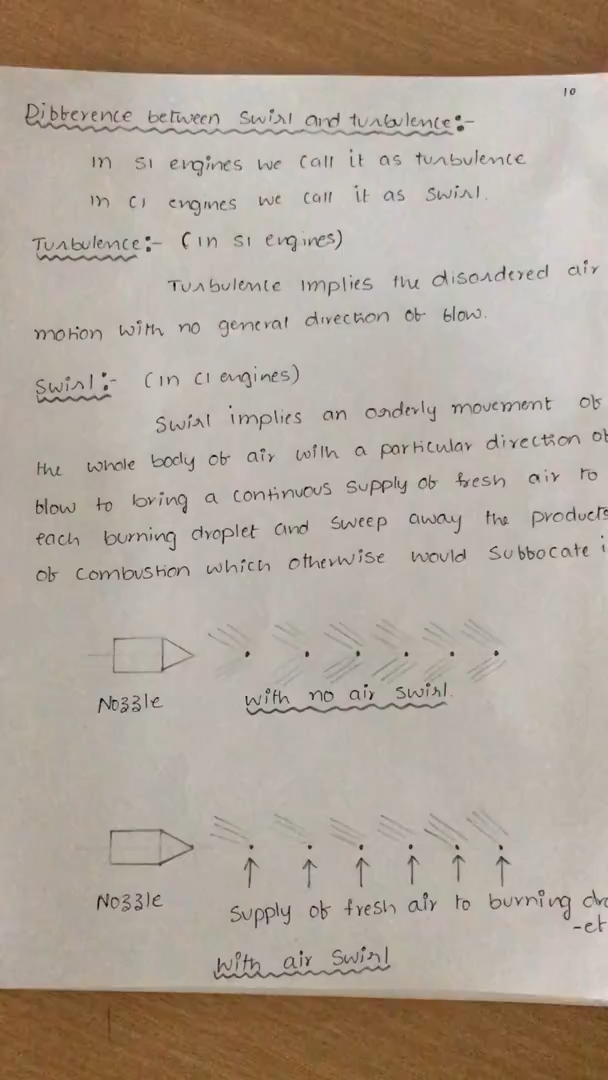 10
Difference between swirl and turbulence:-
In SI engines we call it as turbulence
In CI engines we call it as swirl.
Turbulence:- (In SI engines)
Turbulence implies the disordered air
motion with no general direction of flow.
Swirl:- (In CI engines)
Swirl implies an orderly movement of
the whole body of air with a particular direction of
flow to bring a continuous supply of fresh air to
each burning droplet and sweep away the products
of combustion which otherwise would suffocate i
Nozzle
with no air swirl.
Nozzle
Supply of fresh air to burning dro
-et
With air swirl